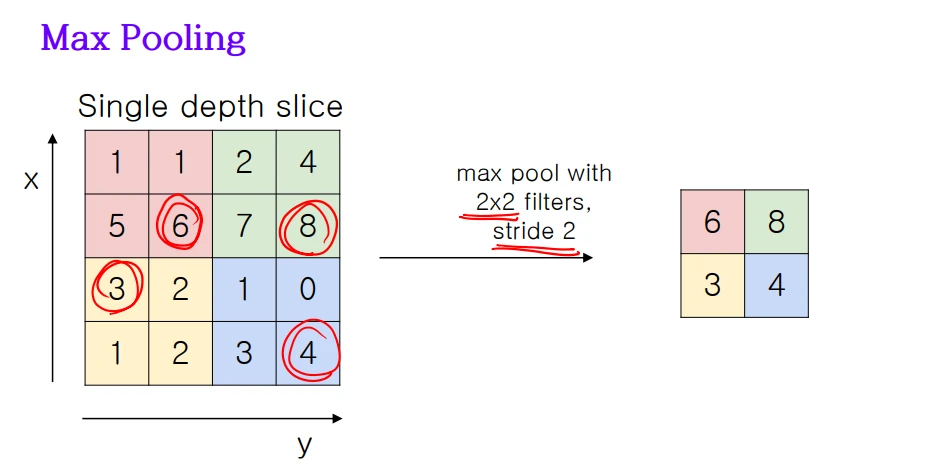 Max Pooling
Single depth slice
x
1 1 2 4
5 6 7 8
3 2 1 0
1 2 3 4
y
max pool with
2x2 filters,
stride 2
6 8
3 4